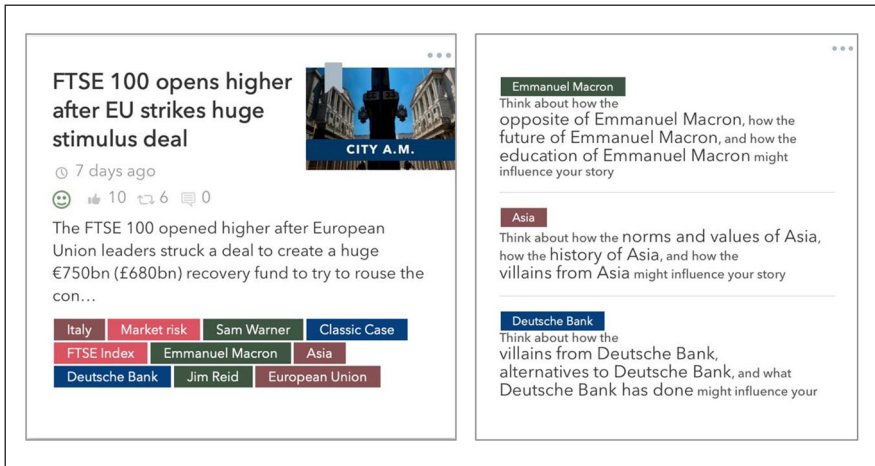 FTSE 100 opens higher
after EU strikes huge
stimulus deal
CITY A.M.
7 days ago
10 6 0
The FTSE 100 opened higher after European
Union leaders struck a deal to create a huge
€750bn (£680bn) recovery fund to try to rouse the
con…
Italy Market risk Sam Warner Classic Case
FTSE Index Emmanuel Macron Asia
Deutsche Bank Jim Reid European Union
Emmanuel Macron
Think about how the
opposite of Emmanuel Macron, how the
future of Emmanuel Macron, and how the
education of Emmanuel Macron might
influence your story
Asia
Think about how the norms and values of Asia,
how the history of Asia, and how the
villains from Asia might influence your story
Deutsche Bank
Think about how the
villains from Deutsche Bank,
alternatives to Deutsche Bank, and what
Deutsche Bank has done might influence your